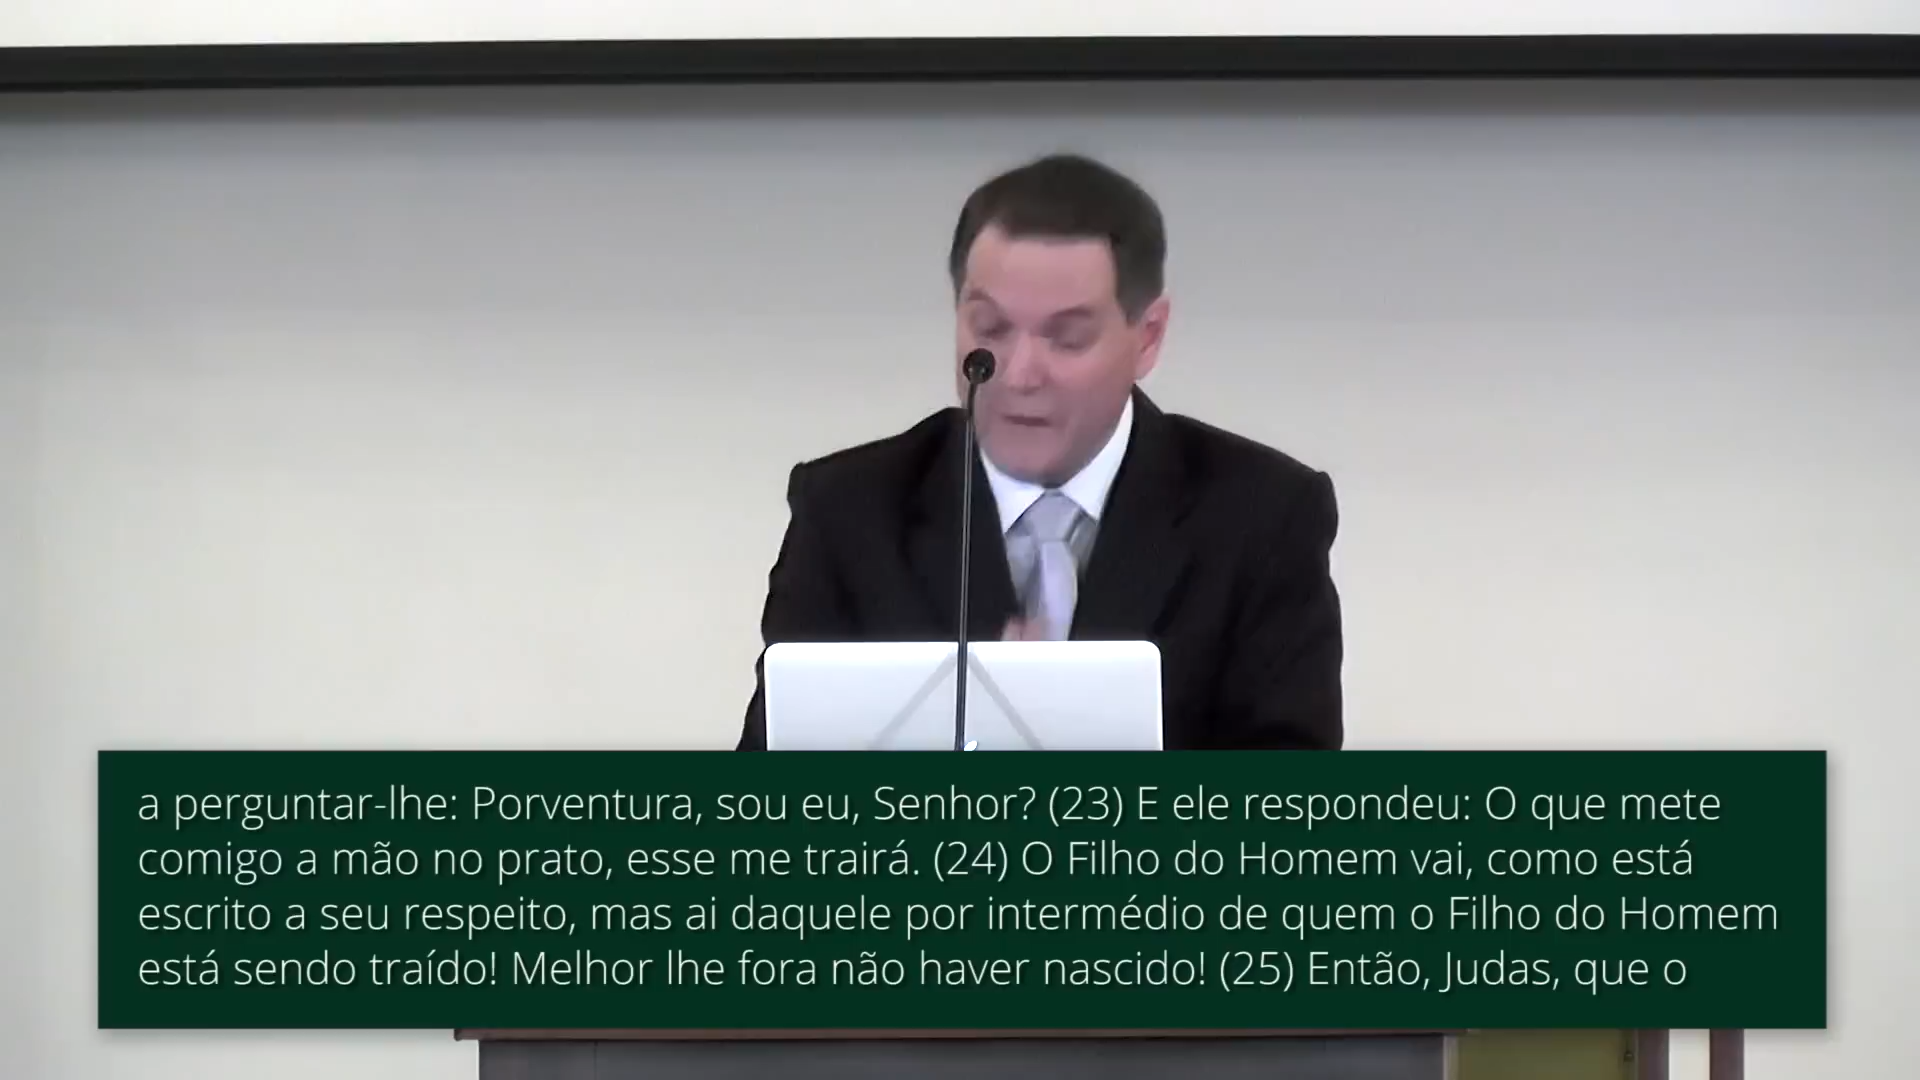 a perguntar-lhe: Porventura, sou eu, Senhor? (23) E ele respondeu: O que mete
comigo a mão no prato, esse me trairá. (24) O Filho do Homem vai, como está
escrito a seu respeito, mas ai daquele por intermédio de quem o Filho do Homem
está sendo traído! Melhor lhe fora não haver nascido! (25) Então, Judas, que o